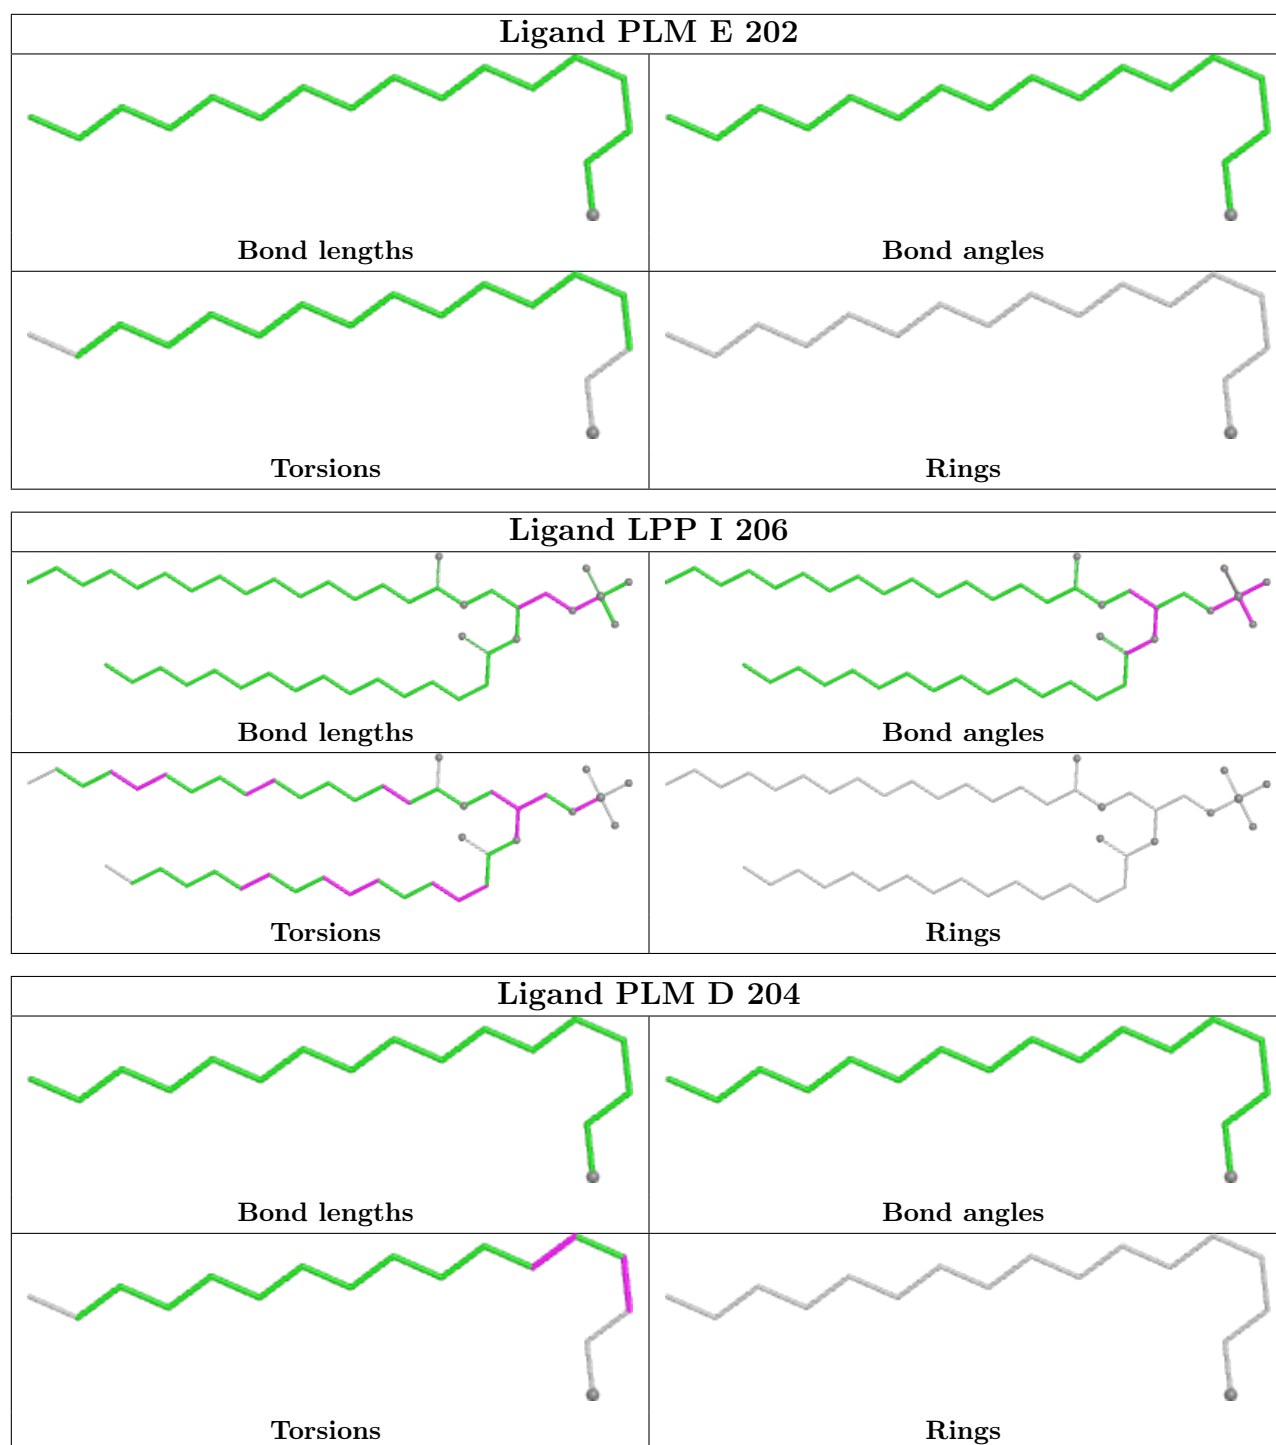 Ligand PLM E 202
Bond lengths
Bond angles
Torsions
Rings
Ligand LPP I 206
Bond lengths
Bond angles
Torsions
Rings
Ligand PLM D 204
Bond lengths
Bond angles
Torsions
Rings